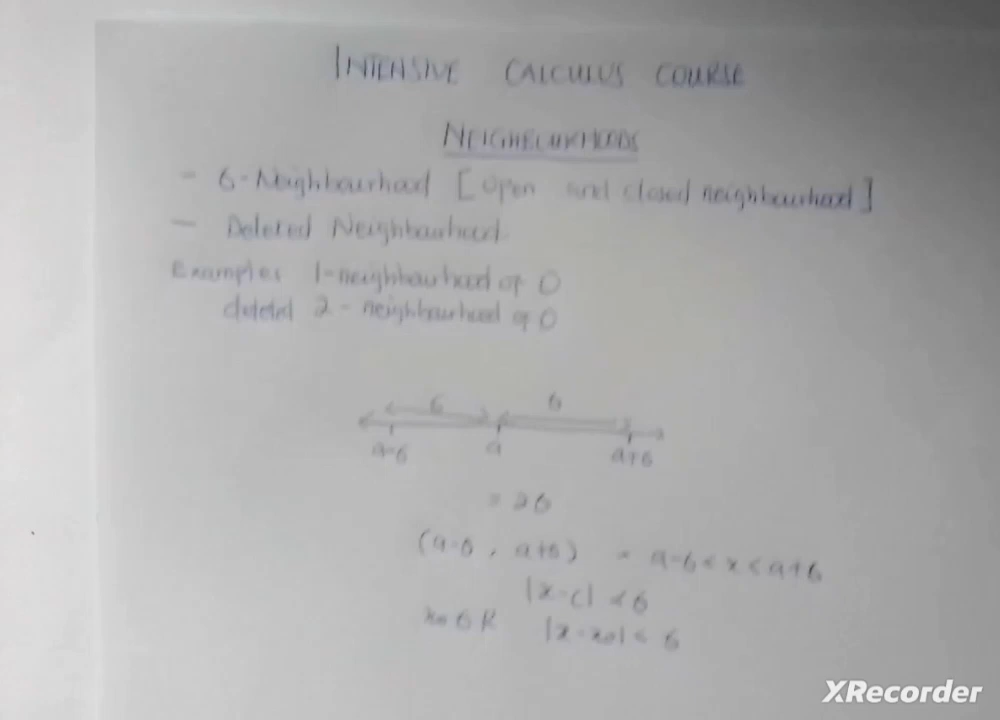 INTENSIVE CALCULUS COURSE
NEIGHBOURHOODS
- δ-Neighbourhood [open and closed neighbourhood]
- Deleted Neighbourhood.
Examples 1-neighbourhood of 0
deleted 2-neighbourhood of 0
δ δ
a-δ a a+δ
= 2δ
(a-δ, a+δ) = a-δ<x<a+δ
|x-c| < δ
x₀ ∈ R |x-x₀| < δ
XRecorder